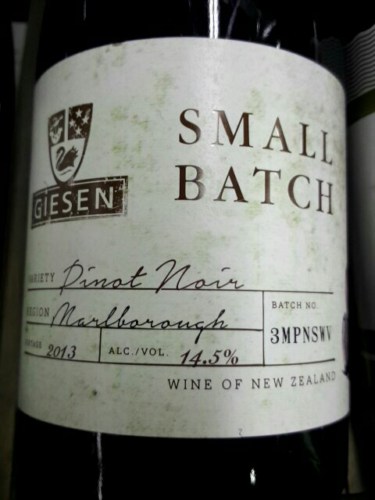 SMALL
BATCH
GIESEN
VARIETY Pinot Noir
REGION Marlborough
BATCH NO.
3MPNSWV
VINTAGE 2013 ALC./VOL. 14.5%
WINE OF NEW ZEALAND